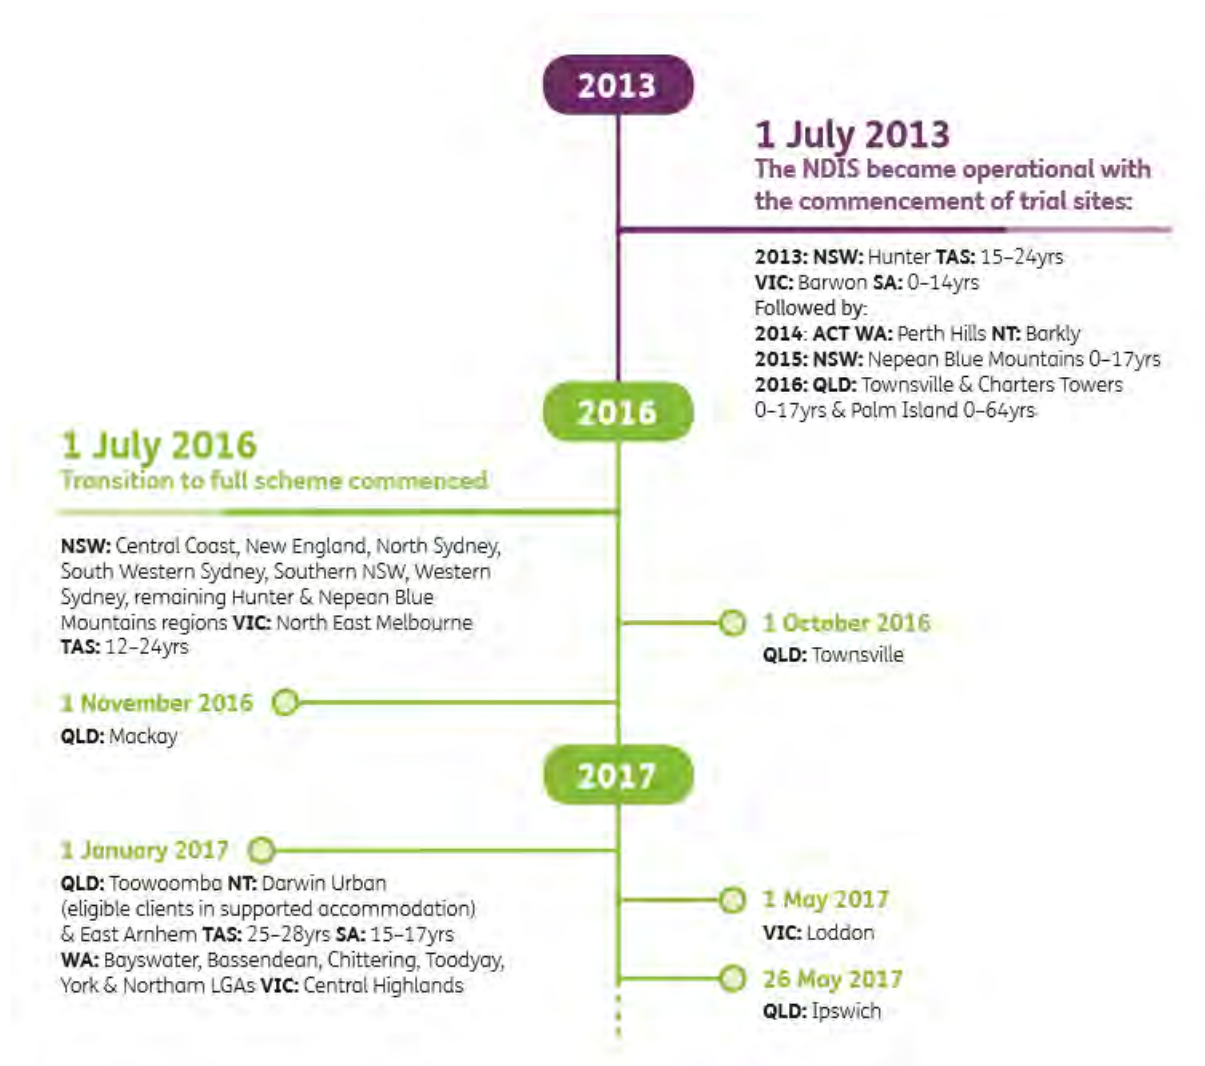 2013
1 July 2013
The NDIS became operational with
the commencement of trial sites:
2013: NSW: Hunter TAS: 15–24yrs
VIC: Barwon SA: 0–14yrs
Followed by:
2014: ACT WA: Perth Hills NT: Barkly
2015: NSW: Nepean Blue Mountains 0–17yrs
2016: QLD: Townsville & Charters Towers
0–17yrs & Palm Island 0–64yrs
2016
1 July 2016
Transition to full scheme commenced
NSW: Central Coast, New England, North Sydney,
South Western Sydney, Southern NSW, Western
Sydney, remaining Hunter & Nepean Blue
Mountains regions VIC: North East Melbourne
TAS: 12–24yrs
1 October 2016
QLD: Townsville
1 November 2016
QLD: Mackay
2017
1 January 2017
QLD: Toowoomba NT: Darwin Urban
(eligible clients in supported accommodation)
& East Arnhem TAS: 25–28yrs SA: 15–17yrs
WA: Bayswater, Bassendean, Chittering, Toodyay,
York & Northam LGAs VIC: Central Highlands
1 May 2017
VIC: Loddon
26 May 2017
QLD: Ipswich